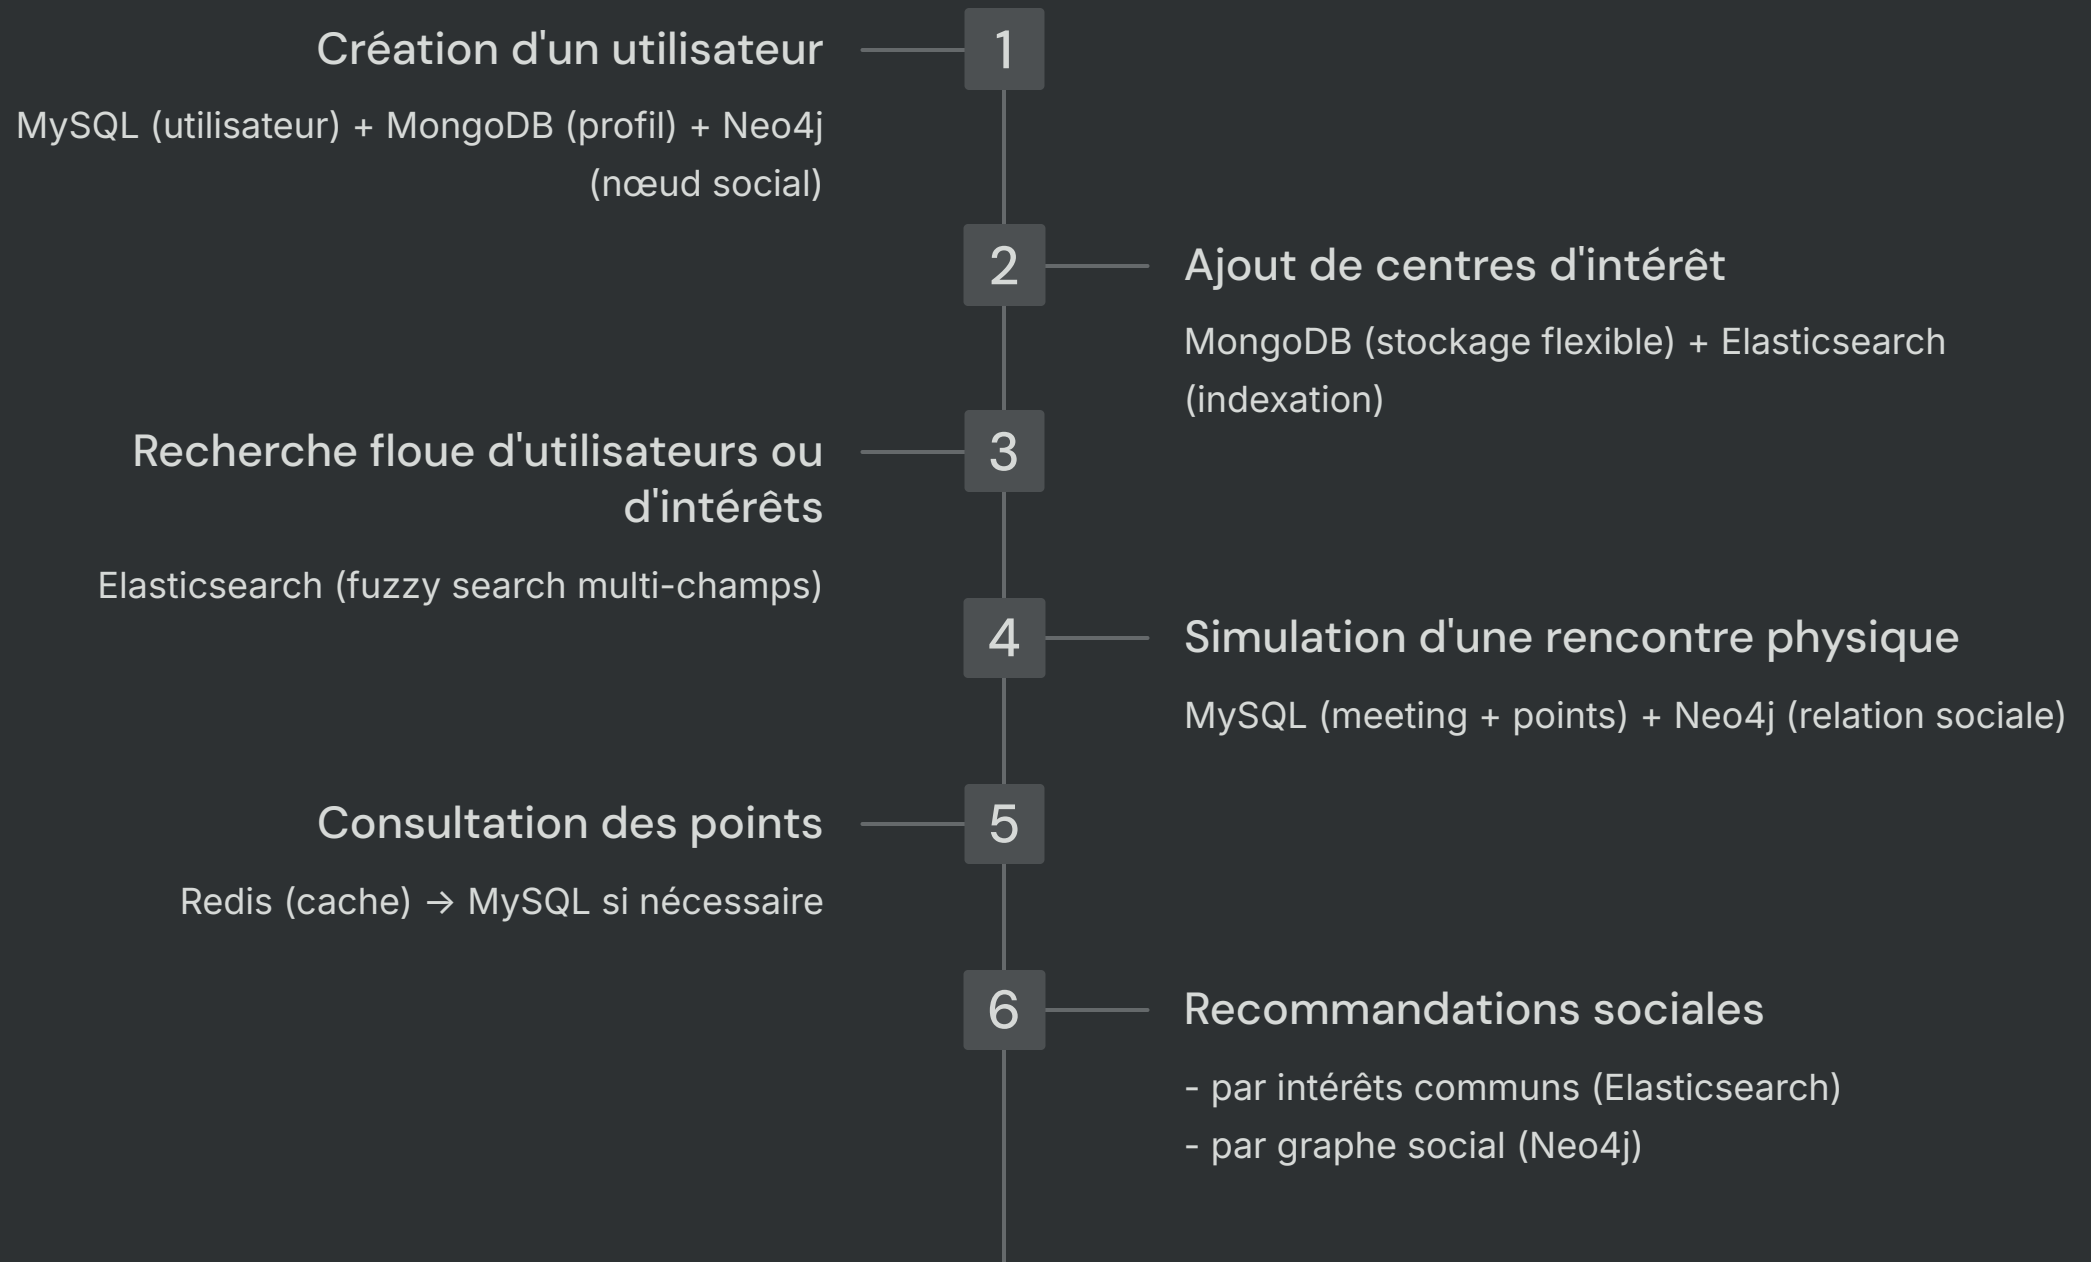 1
Création d'un utilisateur
MySQL (utilisateur) + MongoDB (profil) + Neo4j
(nœud social)
2
Ajout de centres d'intérêt
MongoDB (stockage flexible) + Elasticsearch
(indexation)
3
Recherche floue d'utilisateurs ou
d'intérêts
Elasticsearch (fuzzy search multi-champs)
4
Simulation d'une rencontre physique
MySQL (meeting + points) + Neo4j (relation sociale)
5
Consultation des points
Redis (cache) → MySQL si nécessaire
6
Recommandations sociales
- par intérêts communs (Elasticsearch)
- par graphe social (Neo4j)